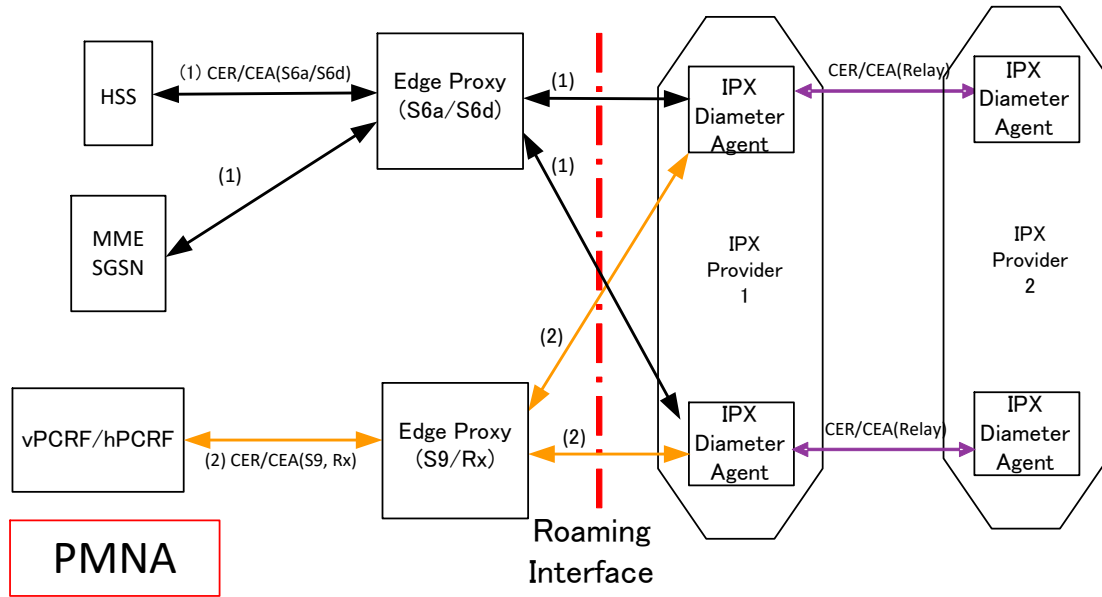 HSS
(1) CER/CEA(S6a/S6d)
Edge Proxy
(S6a/S6d)
(1)
IPX
Diameter
Agent
CER/CEA(Relay)
IPX
Diameter
Agent
(1)
(1)
MME
SGSN
IPX
Provider
1
IPX
Provider
2
(2)
vPCRF/hPCRF
(2) CER/CEA(S9, Rx)
Edge Proxy
(S9/Rx)
(2)
IPX
Diameter
Agent
CER/CEA(Relay)
IPX
Diameter
Agent
Roaming
Interface
PMNA